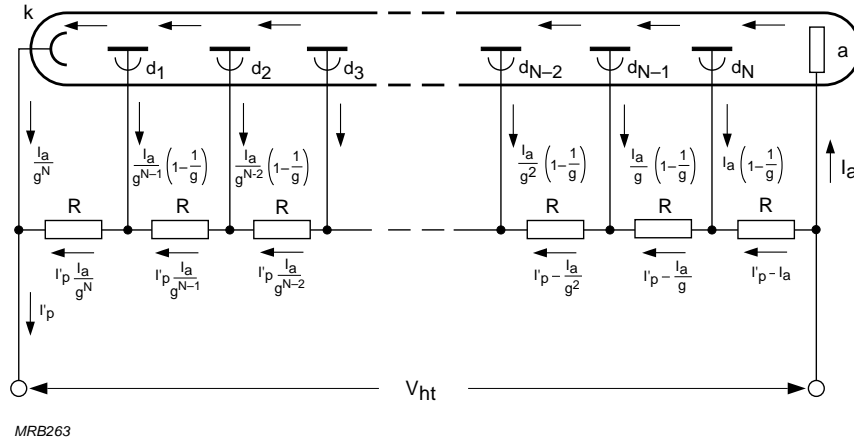 k
a
d1 d2 d3 dN–2 dN–1 dN
Ia/g^N Ia/g^N–1 (1–1/g) Ia/g^N-2 (1–1/g) Ia/g^2 (1–1/g) Ia/g (1–1/g) Ia (1–1/g) Ia
R R R R R R
I'p Ia/g^N I'p Ia/g^N–1 I'p Ia/g^N–2 I'p – Ia/g^2 I'p – Ia/g I'p – Ia
I'p
Vht
MRB263